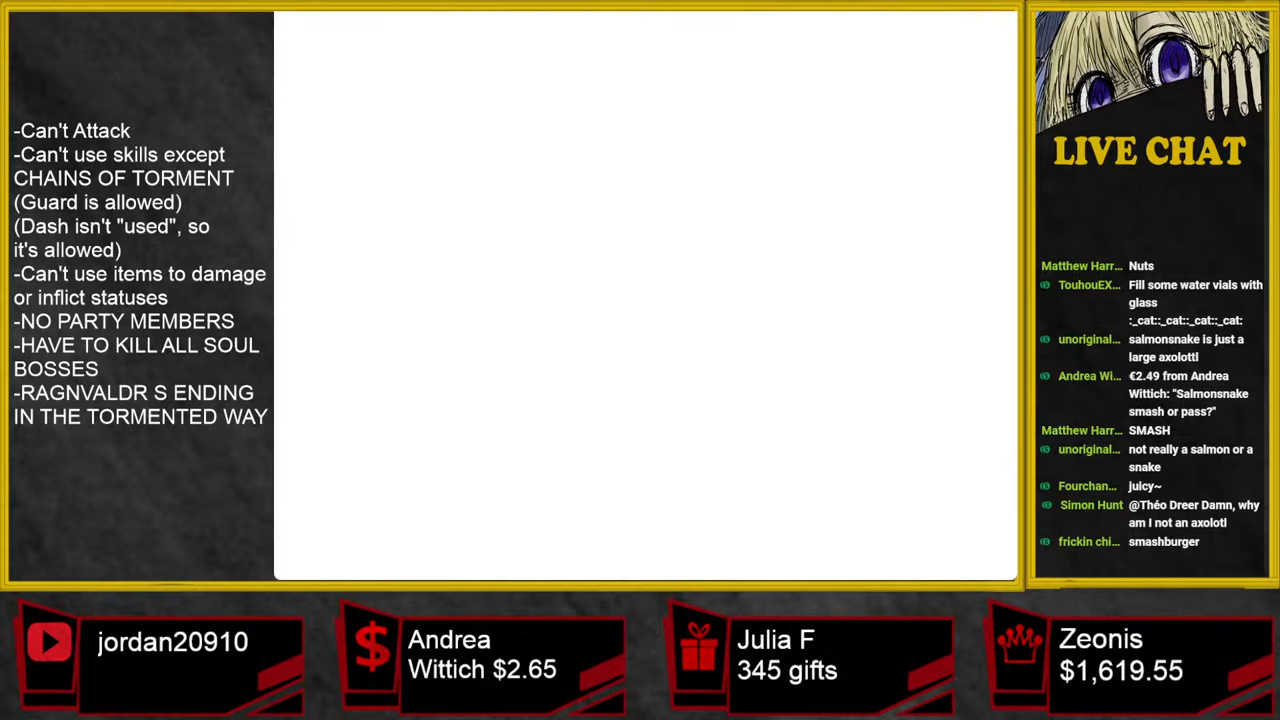 -Can't Attack
-Can't use skills except
CHAINS OF TORMENT
(Guard is allowed)
(Dash isn't "used", so
it's allowed)
-Can't use items to damage
or inflict statuses
-NO PARTY MEMBERS
-HAVE TO KILL ALL SOUL
BOSSES
-RAGNVALDR S ENDING
IN THE TORMENTED WAY
LIVE CHAT
Matthew Harr... Nuts
TouhouEX... Fill some water vials with
glass
:_cat::_cat::_cat::_cat:
unoriginal... salmonsnake is just a
large axolottl
Andrea Wi... €2.49 from Andrea
Wittich: "Salmonsnake
smash or pass?"
Matthew Harr... SMASH
unoriginal... not really a salmon or a
snake
Fourchan... juicy~
Simon Hunt @Théo Dreer Damn, why
am I not an axolotl
frickin chi... smashburger
jordan20910
Andrea
Wittich $2.65
Julia F
345 gifts
Zeonis
$1,619.55